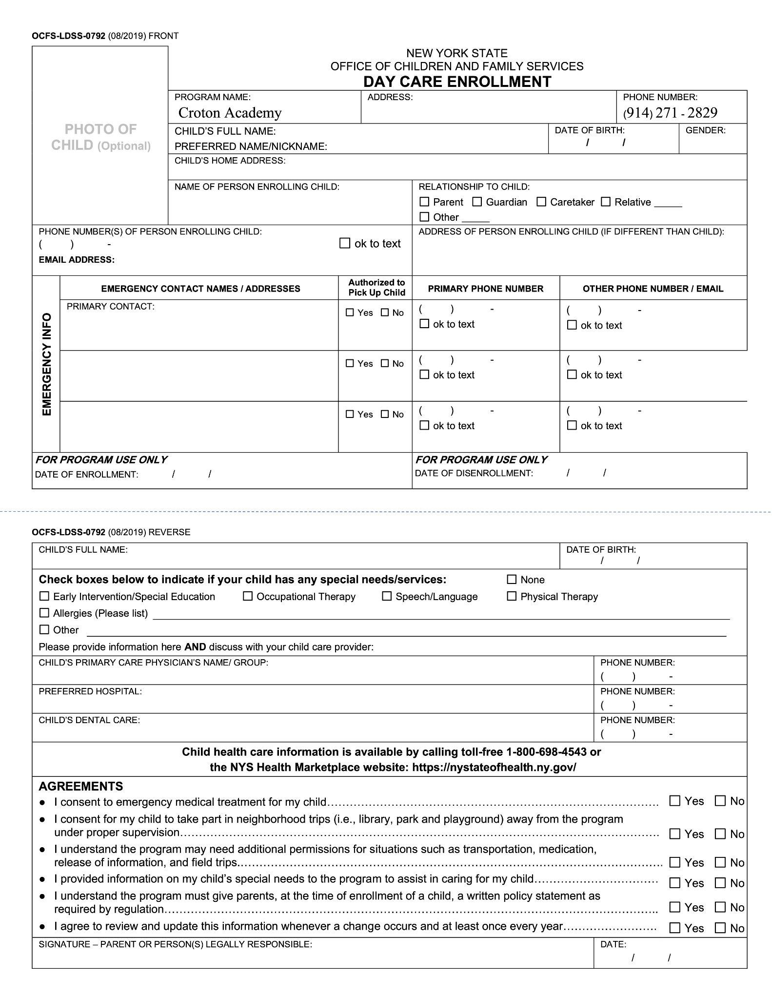 OCFS-LDSS-0792 (08/2019) FRONT
PHOTO OF
CHILD (Optional)
NEW YORK STATE
OFFICE OF CHILDREN AND FAMILY SERVICES
DAY CARE ENROLLMENT
PROGRAM NAME:
Croton Academy
ADDRESS:
PHONE NUMBER:
(914) 271 - 2829
CHILD'S FULL NAME:
PREFERRED NAME/NICKNAME:
DATE OF BIRTH:
/ /
GENDER:
CHILD'S HOME ADDRESS:
NAME OF PERSON ENROLLING CHILD:
RELATIONSHIP TO CHILD:
☐ Parent ☐ Guardian ☐ Caretaker ☐ Relative _____
☐ Other _____
PHONE NUMBER(S) OF PERSON ENROLLING CHILD:
( ) - ☐ ok to text
EMAIL ADDRESS:
ADDRESS OF PERSON ENROLLING CHILD (IF DIFFERENT THAN CHILD):
EMERGENCY INFO
EMERGENCY CONTACT NAMES / ADDRESSES
Authorized to
Pick Up Child
PRIMARY PHONE NUMBER
OTHER PHONE NUMBER / EMAIL
PRIMARY CONTACT:
☐ Yes ☐ No
( ) -
☐ ok to text
( ) -
☐ ok to text
☐ Yes ☐ No
( ) -
☐ ok to text
( ) -
☐ ok to text
☐ Yes ☐ No
( ) -
☐ ok to text
( ) -
☐ ok to text
FOR PROGRAM USE ONLY
DATE OF ENROLLMENT: / /
FOR PROGRAM USE ONLY
DATE OF DISENROLLMENT: / /
OCFS-LDSS-0792 (08/2019) REVERSE
CHILD'S FULL NAME:
DATE OF BIRTH:
/ /
Check boxes below to indicate if your child has any special needs/services: ☐ None
☐ Early Intervention/Special Education ☐ Occupational Therapy ☐ Speech/Language ☐ Physical Therapy
☐ Allergies (Please list) _____
☐ Other _____
Please provide information here AND discuss with your child care provider:
CHILD'S PRIMARY CARE PHYSICIAN'S NAME/ GROUP:
PHONE NUMBER:
( ) -
PREFERRED HOSPITAL:
PHONE NUMBER:
( ) -
CHILD'S DENTAL CARE:
PHONE NUMBER:
( ) -
Child health care information is available by calling toll-free 1-800-698-4543 or
the NYS Health Marketplace website: https://nystateofhealth.ny.gov/
AGREEMENTS
● I consent to emergency medical treatment for my child..... ☐ Yes ☐ No
● I consent for my child to take part in neighborhood trips (i.e., library, park and playground) away from the program
under proper supervision..... ☐ Yes ☐ No
● I understand the program may need additional permissions for situations such as transportation, medication,
release of information, and field trips..... ☐ Yes ☐ No
● I provided information on my child's special needs to the program to assist in caring for my child..... ☐ Yes ☐ No
● I understand the program must give parents, at the time of enrollment of a child, a written policy statement as
required by regulation..... ☐ Yes ☐ No
● I agree to review and update this information whenever a change occurs and at least once every year..... ☐ Yes ☐ No
SIGNATURE – PARENT OR PERSON(S) LEGALLY RESPONSIBLE:
DATE:
/ /